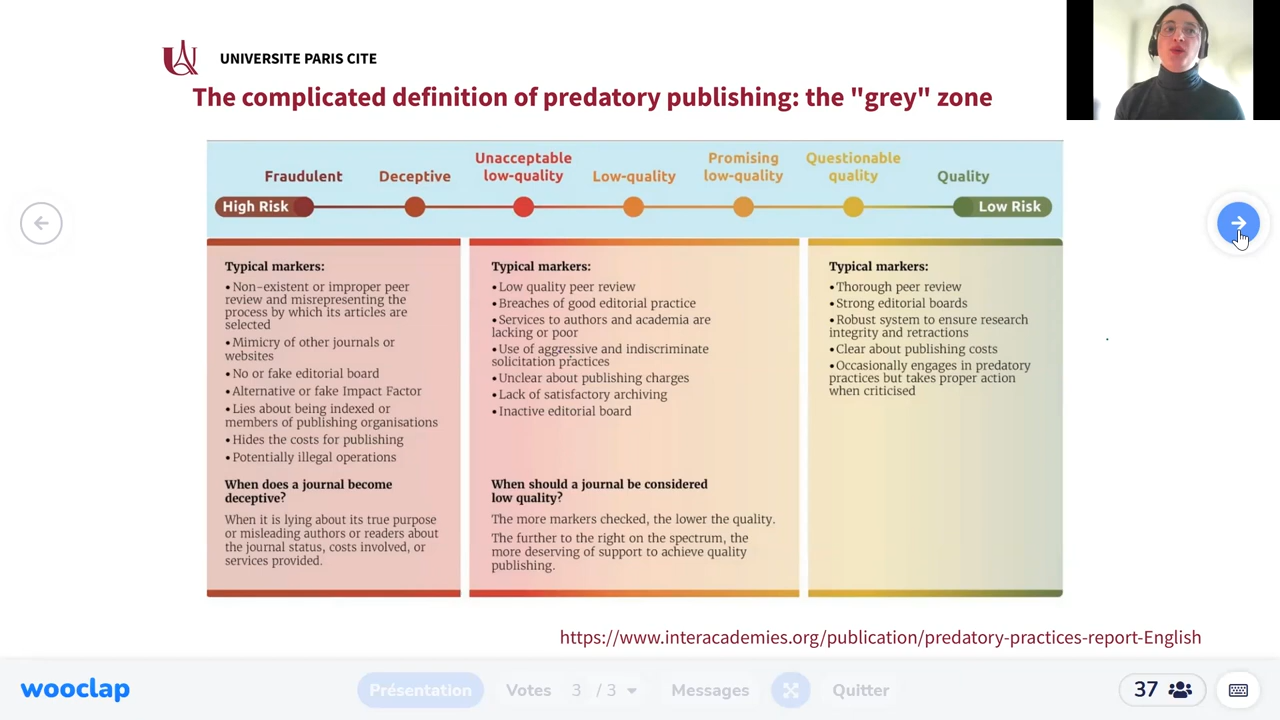 UNIVERSITE PARIS CITE
The complicated definition of predatory publishing: the "grey" zone
Fraudulent
Deceptive
Unacceptable
low-quality
Low-quality
Promising
low-quality
Questionable
quality
Quality
High Risk
Low Risk
Typical markers:
•Non-existent or improper peer
review and misrepresenting the
process by which its articles are
selected
•Mimicry of other journals or
websites
•No or fake editorial board
•Alternative or fake Impact Factor
•Lies about being indexed or
members of publishing organisations
•Hides the costs for publishing
•Potentially illegal operations
When does a journal become
deceptive?
When it is lying about its true purpose
or misleading authors or readers about
the journal status, costs involved, or
services provided.
Typical markers:
•Low quality peer review
•Breaches of good editorial practice
•Services to authors and academia are
lacking or poor
•Use of aggressive and indiscriminate
solicitation practices
•Unclear about publishing charges
•Lack of satisfactory archiving
•Inactive editorial board
When should a journal be considered
low quality?
The more markers checked, the lower the quality.
The further to the right on the spectrum, the
more deserving of support to achieve quality
publishing.
Typical markers:
•Thorough peer review
•Strong editorial boards
•Robust system to ensure research
integrity and retractions
•Clear about publishing costs
•Occasionally engages in predatory
practices but takes proper action
when criticised
https://www.interacademies.org/publication/predatory-practices-report-English
wooclap
Présentation
Votes 3 / 3
Messages
Quitter
37